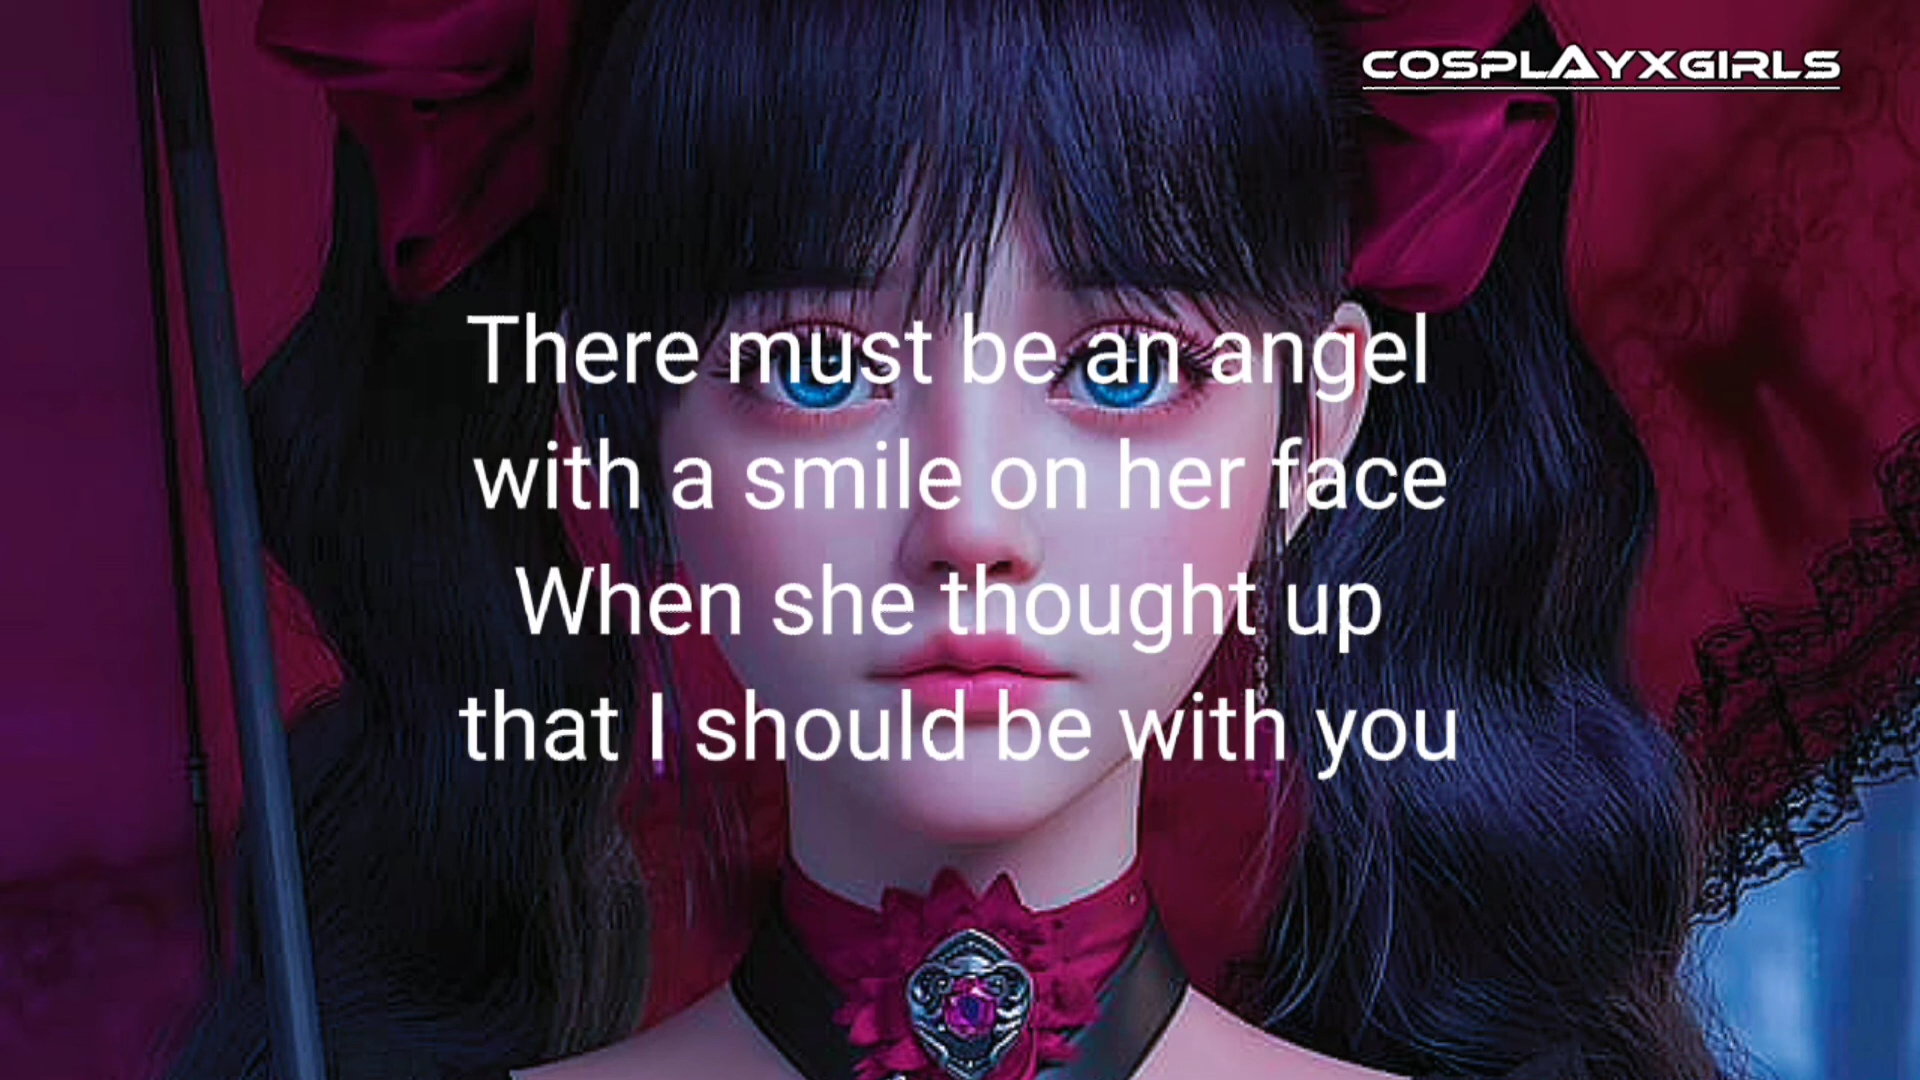 COSPLAYXGIRLS
There must be an angel
with a smile on her face
When she thought up
that I should be with you